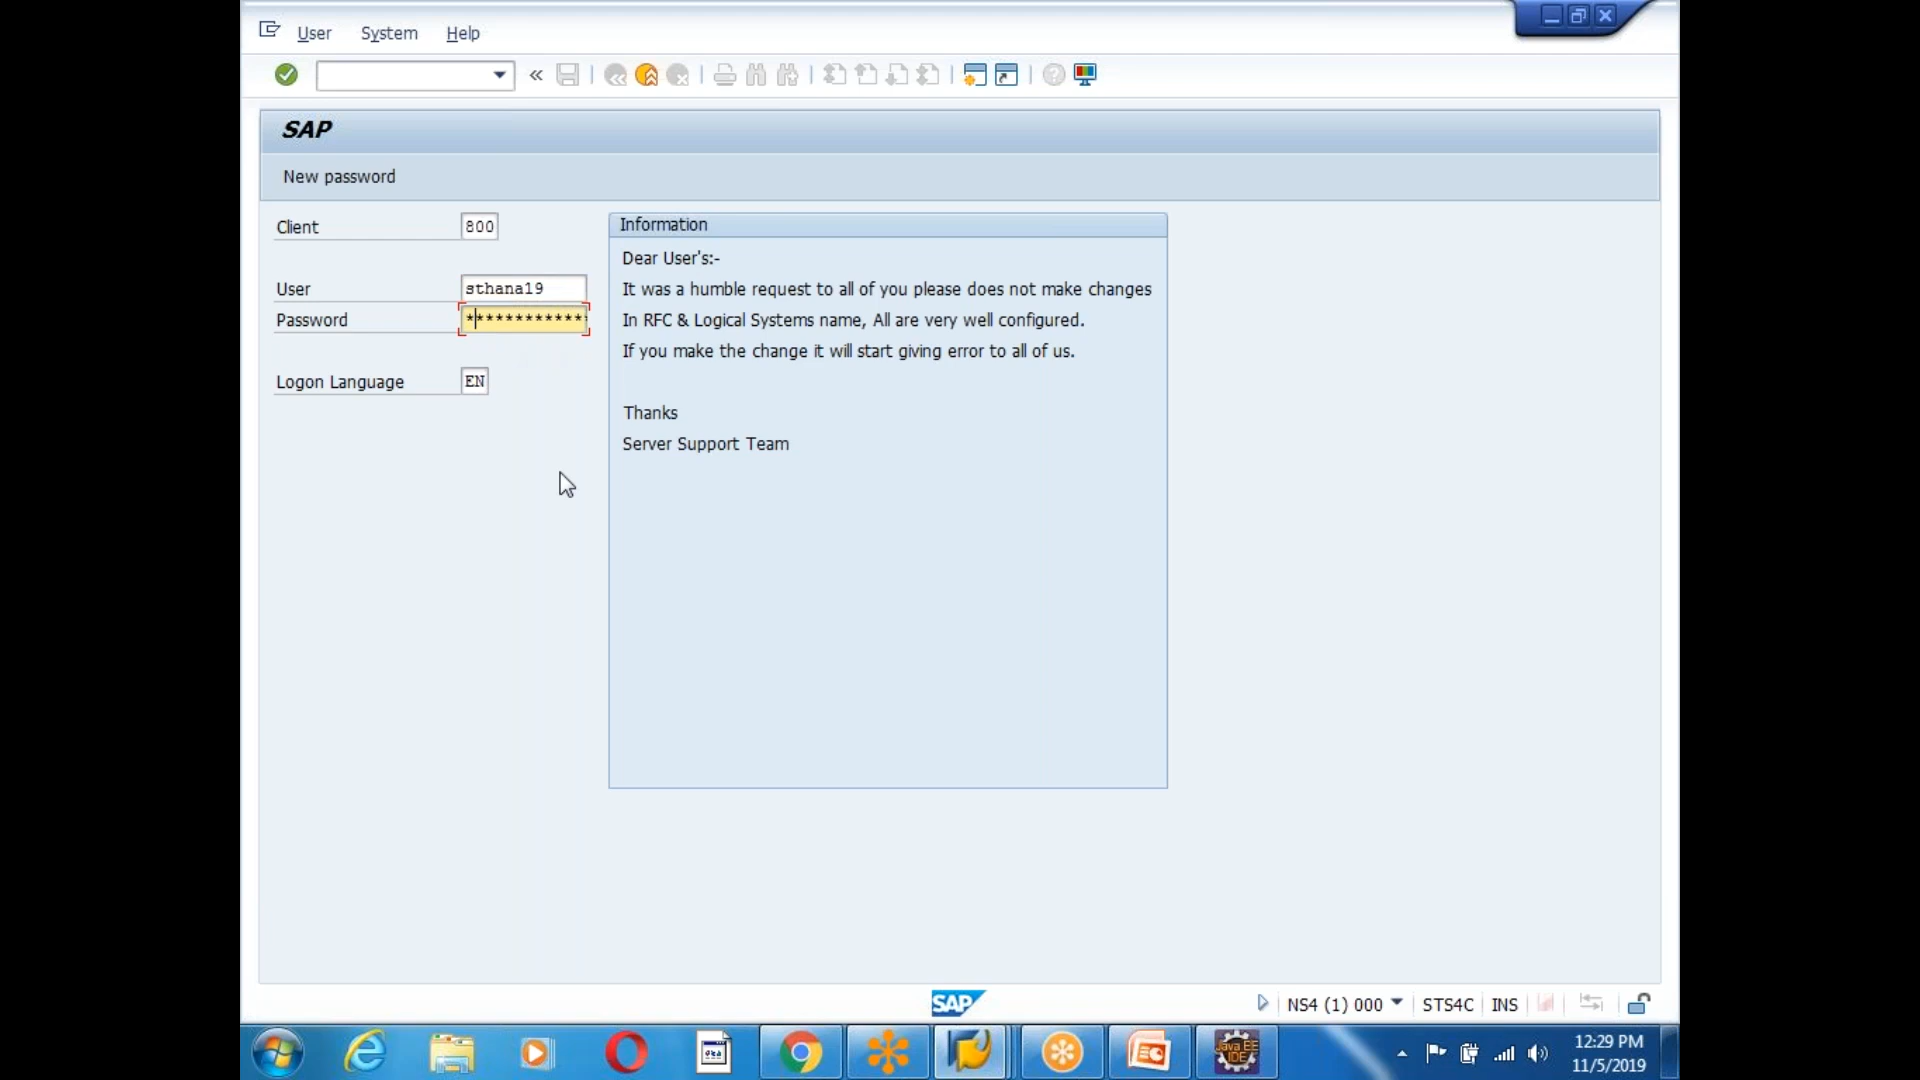 User System Help
SAP
New password
Client 800
User sthana19
Password *************
Logon Language EN
Information
Dear User's:-
It was a humble request to all of you please does not make changes
In RFC & Logical Systems name, All are very well configured.
If you make the change it will start giving error to all of us.
Thanks
Server Support Team
SAP
NS4 (1) 000 STS4C INS
Java EE
IDE
12:29 PM
11/5/2019